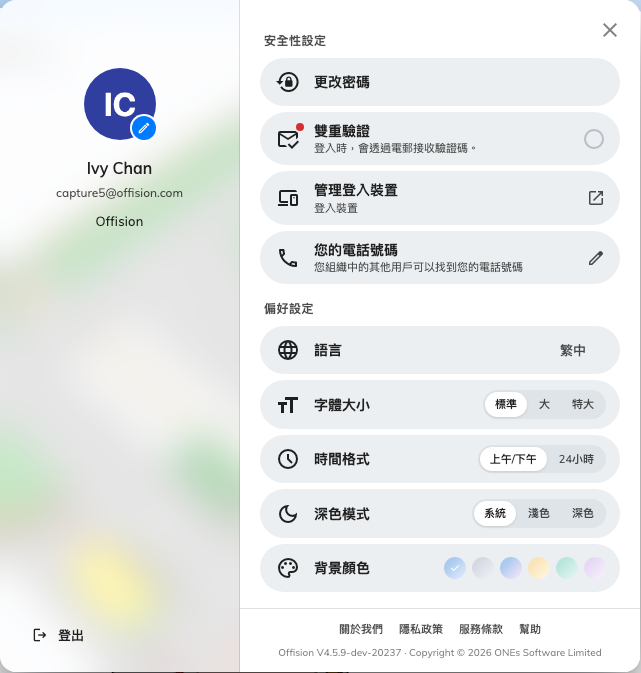 IC
Ivy Chan
capture5@offision.com
Offision
登出
安全性設定
更改密碼
雙重驗證
登入時，會透過電郵接收驗證碼。
管理登入裝置
登入裝置
您的電話號碼
您組織中的其他用戶可以找到您的電話號碼
偏好設定
語言 繁中
字體大小 標準 大 特大
時間格式 上午/下午 24小時
深色模式 系統 淺色 深色
背景顏色
關於我們 隱私政策 服務條款 幫助
Offision V4.5.9-dev-20237 · Copyright © 2026 ONEs Software Limited